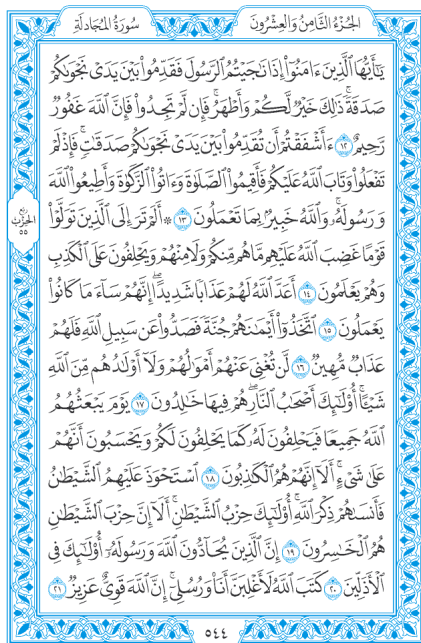 الجُزْءُ الثَّامِنُ وَالعِشْرُونَ
سُورَةُ المُجَادلَةِ
يَـٰٓأَيُّهَا ٱلَّذِينَ ءَامَنُوٓاْ إِذَا نَـٰجَيْتُمُ ٱلرَّسُولَ فَقَدِّمُواْ بَيْنَ يَدَىْ نَجْوَىٰكُمْ
صَدَقَةً ۚ ذَٰلِكَ خَيْرٌ لَّكُمْ وَأَطْهَرُ ۚ فَإِن لَّمْ تَجِدُواْ فَإِنَّ ٱللَّهَ غَفُورٌ
رَّحِيمٌ ١٢ ءَأَشْفَقْتُمْ أَن تُقَدِّمُواْ بَيْنَ يَدَىْ نَجْوَىٰكُمْ صَدَقَـٰتٍ ۚ فَإِذْ لَمْ
تَفْعَلُواْ وَتَابَ ٱللَّهُ عَلَيْكُمْ فَأَقِيمُواْ ٱلصَّلَوٰةَ وَءَاتُواْ ٱلزَّكَوٰةَ وَأَطِيعُواْ ٱللَّهَ
وَرَسُولَهُۥ ۚ وَٱللَّهُ خَبِيرٌۢ بِمَا تَعْمَلُونَ ١٣ ۞ أَلَمْ تَرَ إِلَى ٱلَّذِينَ تَوَلَّوْاْ
قَوْمًا غَضِبَ ٱللَّهُ عَلَيْهِم مَّا هُم مِّنكُمْ وَلَا مِنْهُمْ وَيَحْلِفُونَ عَلَى ٱلْكَذِبِ
وَهُمْ يَعْلَمُونَ ١٤ أَعَدَّ ٱللَّهُ لَهُمْ عَذَابًا شَدِيدًا ۖ إِنَّهُمْ سَآءَ مَا كَانُواْ
يَعْمَلُونَ ١٥ ٱتَّخَذُوٓاْ أَيْمَـٰنَهُمْ جُنَّةً فَصَدُّواْ عَن سَبِيلِ ٱللَّهِ فَلَهُمْ
عَذَابٌ مُّهِينٌ ١٦ لَّن تُغْنِىَ عَنْهُمْ أَمْوَٰلُهُمْ وَلَآ أَوْلَـٰدُهُم مِّنَ ٱللَّهِ
شَيْـًٔا ۚ أُوْلَـٰٓئِكَ أَصْحَـٰبُ ٱلنَّارِ ۖ هُمْ فِيهَا خَـٰلِدُونَ ١٧ يَوْمَ يَبْعَثُهُمُ
ٱللَّهُ جَمِيعًا فَيَحْلِفُونَ لَهُۥ كَمَا يَحْلِفُونَ لَكُمْ وَيَحْسَبُونَ أَنَّهُمْ
عَلَىٰ شَىْءٍ ۚ أَلَآ إِنَّهُمْ هُمُ ٱلْكَـٰذِبُونَ ١٨ ٱسْتَحْوَذَ عَلَيْهِمُ ٱلشَّيْطَـٰنُ
فَأَنسَىٰهُمْ ذِكْرَ ٱللَّهِ ۚ أُوْلَـٰٓئِكَ حِزْبُ ٱلشَّيْطَـٰنِ ۚ أَلَآ إِنَّ حِزْبَ ٱلشَّيْطَـٰنِ
هُمُ ٱلْخَـٰسِرُونَ ١٩ إِنَّ ٱلَّذِينَ يُحَآدُّونَ ٱللَّهَ وَرَسُولَهُۥٓ أُوْلَـٰٓئِكَ فِى
ٱلْأَذَلِّينَ ٢٠ كَتَبَ ٱللَّهُ لَأَغْلِبَنَّ أَنَا۠ وَرُسُلِىٓ ۚ إِنَّ ٱللَّهَ قَوِىٌّ عَزِيزٌ ٢١
الحِزْبُ
٥٥
٥٤٤